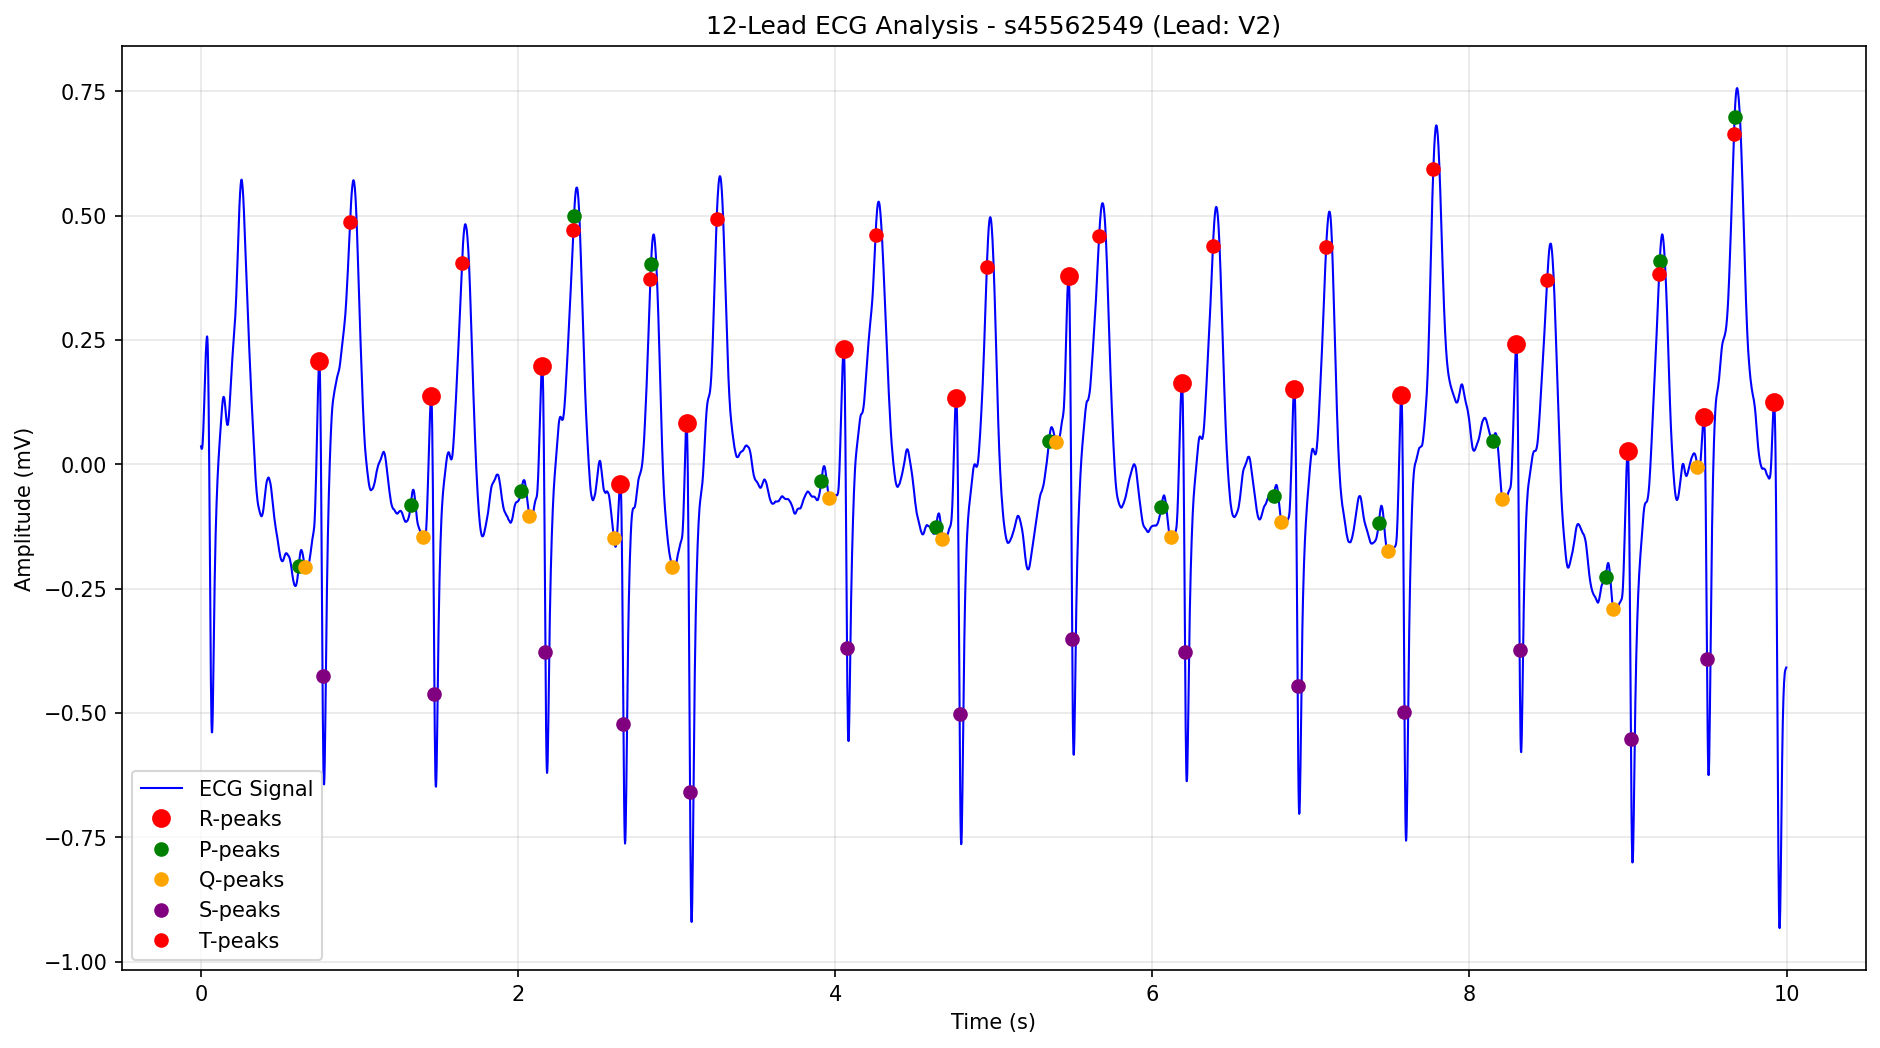 12-Lead ECG Analysis - s45562549 (Lead: V2)
Amplitude (mV)
0.75
0.50
0.25
0.00
−0.25
−0.50
−0.75
−1.00
ECG Signal
R-peaks
P-peaks
Q-peaks
S-peaks
T-peaks
0 2 4 6 8 10
Time (s)